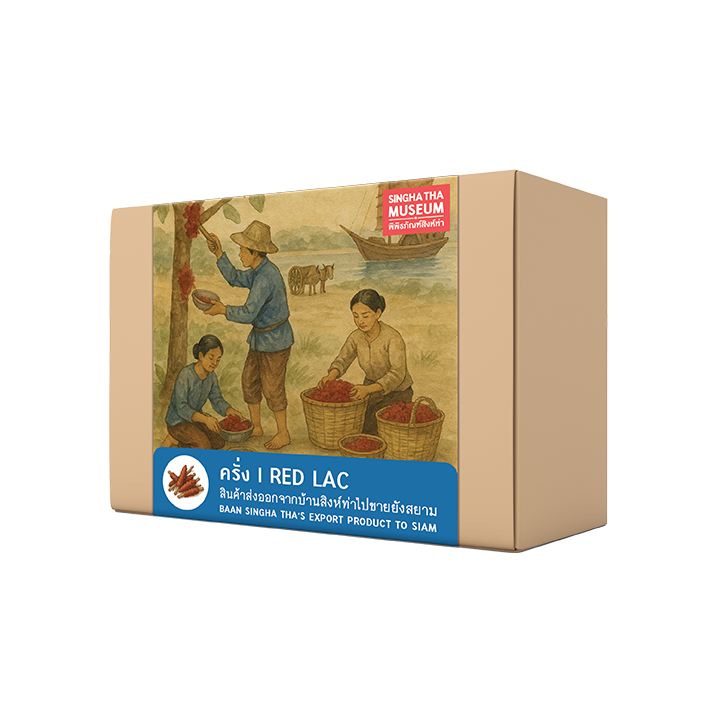 SINGHA THA
MUSEUM
พิพิธภัณฑ์สิงห์ท่า
ครั่ง | RED LAC
สินค้าส่งออกจากบ้านสิงห์ท่าไปขายยังสยาม
BAAN SINGHA THA'S EXPORT PRODUCT TO SIAM